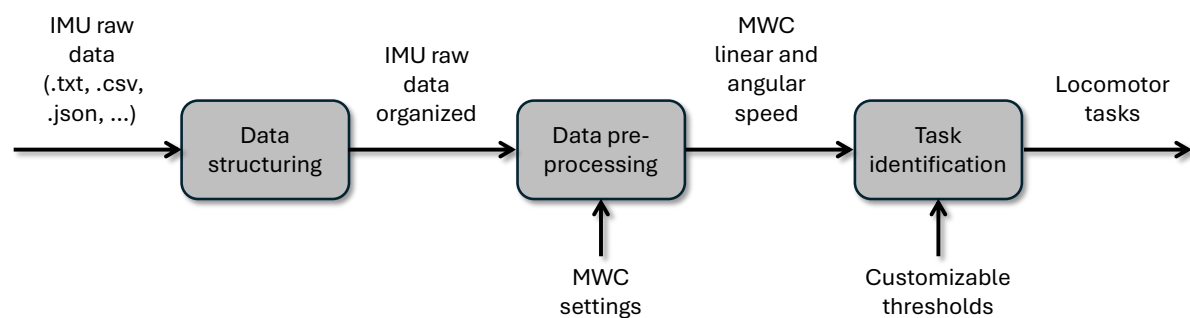 IMU raw
data
(.txt, .csv,
.json, ...)
Data
structuring
IMU raw
data
organized
Data pre-
processing
MWC
settings
MWC
linear and
angular
speed
Task
identification
Customizable
thresholds
Locomotor
tasks